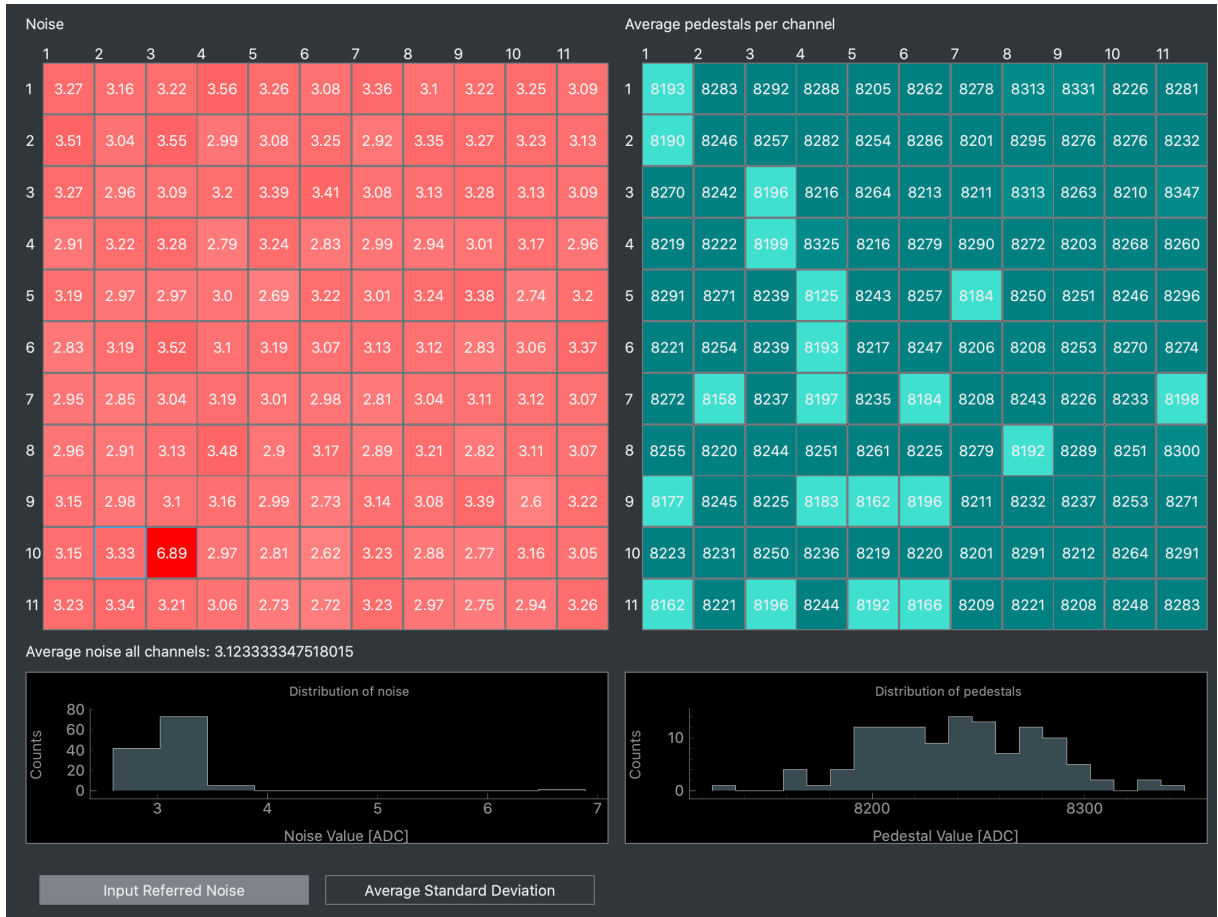 Noise
1 2 3 4 5 6 7 8 9 10 11
1 3.27 3.16 3.22 3.56 3.26 3.08 3.36 3.1 3.22 3.25 3.09
2 3.51 3.04 3.55 2.99 3.08 3.25 2.92 3.35 3.27 3.23 3.13
3 3.27 2.96 3.09 3.2 3.39 3.41 3.08 3.13 3.28 3.13 3.09
4 2.91 3.22 3.28 2.79 3.24 2.83 2.99 2.94 3.01 3.17 2.96
5 3.19 2.97 2.97 3.0 2.69 3.22 3.01 3.24 3.38 2.74 3.2
6 2.83 3.19 3.52 3.1 3.19 3.07 3.13 3.12 2.83 3.06 3.37
7 2.95 2.85 3.04 3.19 3.01 2.98 2.81 3.04 3.11 3.12 3.07
8 2.96 2.91 3.13 3.48 2.9 3.17 2.89 3.21 2.82 3.11 3.07
9 3.15 2.98 3.1 3.16 2.99 2.73 3.14 3.08 3.39 2.6 3.22
10 3.15 3.33 6.89 2.97 2.81 2.62 3.23 2.88 2.77 3.16 3.05
11 3.23 3.34 3.21 3.06 2.73 2.72 3.23 2.97 2.75 2.94 3.26
Average noise all channels: 3.123333347518015
Distribution of noise
Counts
80
60
40
20
0
3 4 5 6 7
Noise Value [ADC]
Average pedestals per channel
1 2 3 4 5 6 7 8 9 10 11
1 8193 8283 8292 8288 8205 8262 8278 8313 8331 8226 8281
2 8190 8246 8257 8282 8254 8286 8201 8295 8276 8276 8232
3 8270 8242 8196 8216 8264 8213 8211 8313 8263 8210 8347
4 8219 8222 8199 8325 8216 8279 8290 8272 8203 8268 8260
5 8291 8271 8239 8125 8243 8257 8184 8250 8251 8246 8296
6 8221 8254 8239 8193 8217 8247 8206 8208 8253 8270 8274
7 8272 8158 8237 8197 8235 8184 8208 8243 8226 8233 8198
8 8255 8220 8244 8251 8261 8225 8279 8192 8289 8251 8300
9 8177 8245 8225 8183 8162 8196 8211 8232 8237 8253 8271
10 8223 8231 8250 8236 8219 8220 8201 8291 8212 8264 8291
11 8162 8221 8196 8244 8192 8166 8209 8221 8208 8248 8283
Distribution of pedestals
Counts
10
0
8200 8300
Pedestal Value [ADC]
Input Referred Noise
Average Standard Deviation